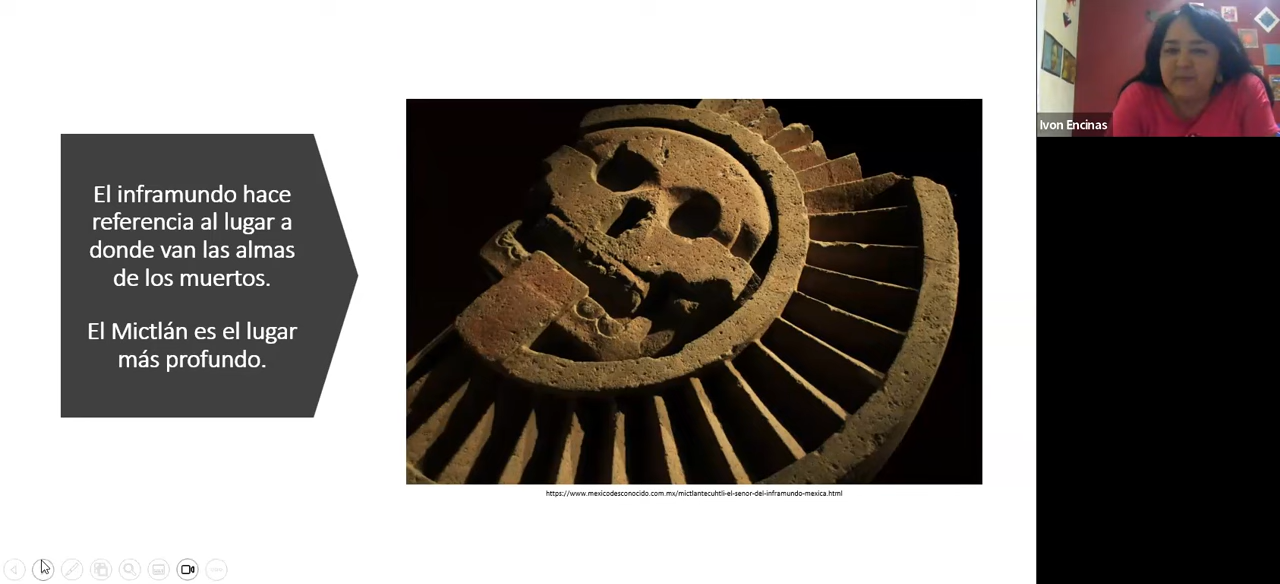 El inframundo hace
referencia al lugar a
donde van las almas
de los muertos.
El Mictlán es el lugar
más profundo.
https://www.mexicodesconocido.com.mx/mictlantecuhtli-el-senor-del-inframundo-mexica.html
Ivon Encinas